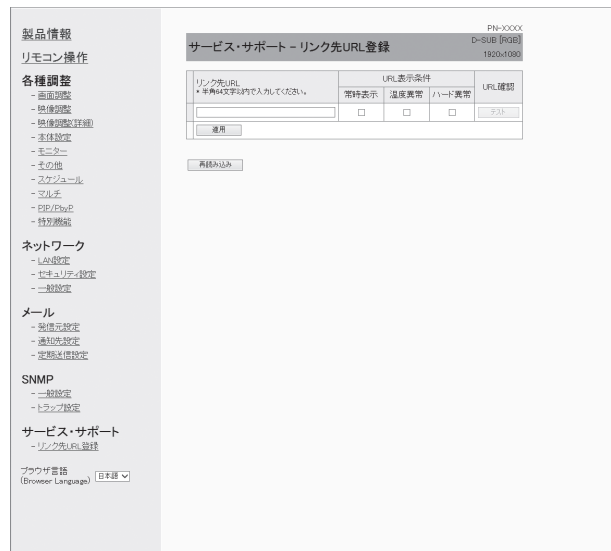 製品情報
リモコン操作
各種調整
- 画面調整
- 映像調整
- 映像調整(詳細)
- 本体設定
- モニター
- その他
- スケジュール
- マルチ
- PIP/PbyP
- 特別機能
ネットワーク
- LAN設定
- セキュリティ設定
- 一般設定
メール
- 発信元設定
- 通知先設定
- 定期送信設定
SNMP
- 一般設定
- トラップ設定
サービス・サポート
- リンク先URL登録
ブラウザ言語
(Browser Language) 日本語
PN-XXXX
サービス・サポート - リンク先URL登録
D-SUB [RGB]
1920x1080
リンク先URL
* 半角64文字以内で入力してください。
URL表示条件
常時表示 温度異常 ハード異常
URL確認
テスト
適用
再読み込み